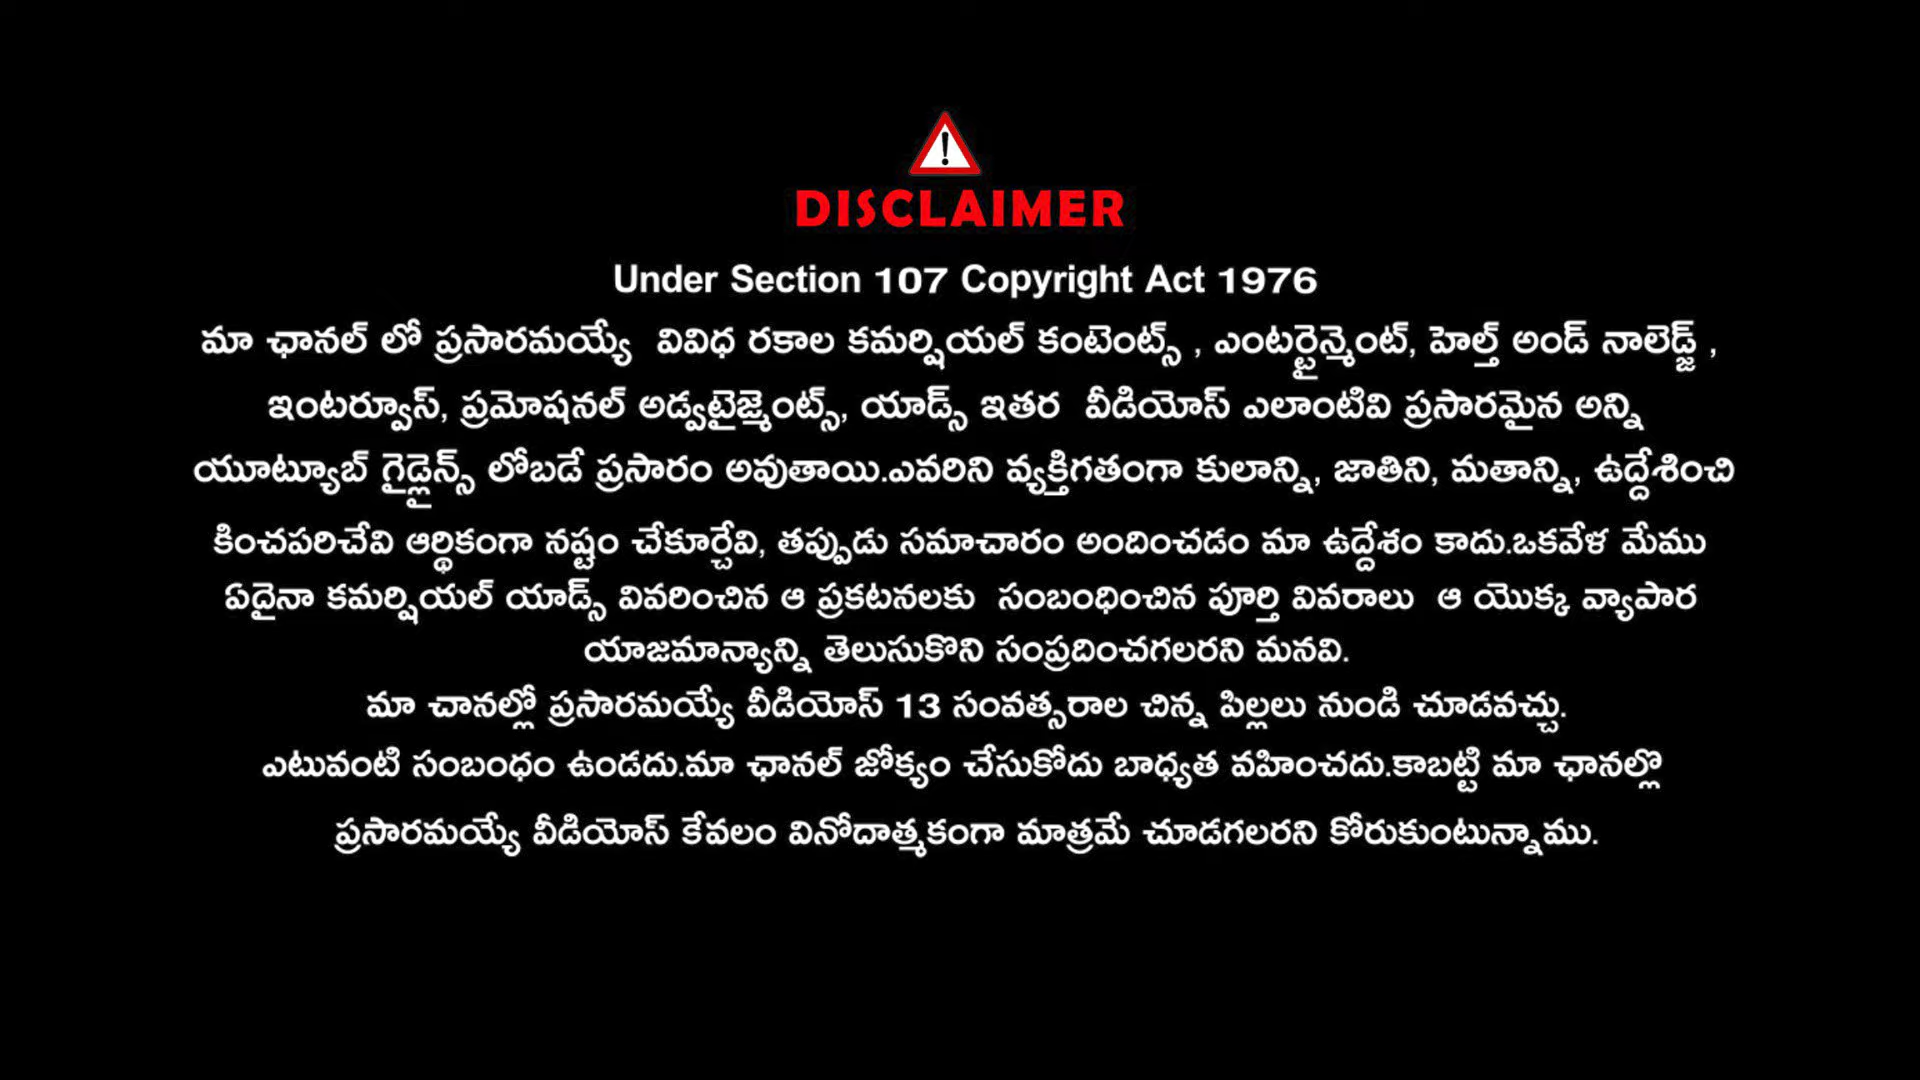 DISCLAIMER
Under Section 107 Copyright Act 1976
మా ఛానల్ లో ప్రసారమయ్యే వివిధ రకాల కమర్షియల్ కంటెంట్స్ , ఎంటర్టైన్మెంట్, హెల్త్ అండ్ నాలెడ్జ్ ,
ఇంటర్వ్యూస్, ప్రమోషనల్ అడ్వటైజ్మెంట్స్, యాడ్స్ ఇతర వీడియోస్ ఎలాంటివి ప్రసారమైన అన్ని
యూట్యూబ్ గైడ్లైన్స్ లోబడే ప్రసారం అవుతాయి.ఎవరిని వ్యక్తిగతంగా కులాన్ని, జాతిని, మతాన్ని, ఉద్దేశించి
కించపరిచేవి ఆర్థికంగా నష్టం చేకూర్చేవి, తప్పుడు సమాచారం అందించడం మా ఉద్దేశం కాదు.ఒకవేళ మేము
ఏదైనా కమర్షియల్ యాడ్స్ వివరించిన ఆ ప్రకటనలకు సంబంధించిన పూర్తి వివరాలు ఆ యొక్క వ్యాపార
యాజమాన్యాన్ని తెలుసుకొని సంప్రదించగలరని మనవి.
మా చానల్లో ప్రసారమయ్యే వీడియోస్ 13 సంవత్సరాల చిన్న పిల్లలు నుండి చూడవచ్చు.
ఎటువంటి సంబంధం ఉండదు.మా ఛానల్ జోక్యం చేసుకోదు బాధ్యత వహించదు.కాబట్టి మా ఛానల్లొ
ప్రసారమయ్యే వీడియోస్ కేవలం వినోదాత్మకంగా మాత్రమే చూడగలరని కోరుకుంటున్నాము.